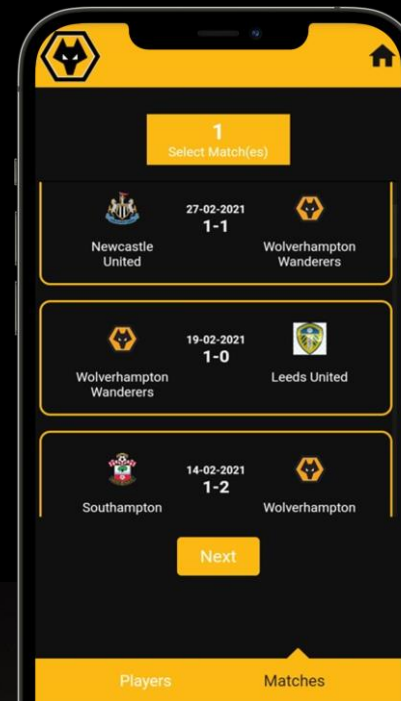 1
Select Match(es)
27-02-2021
1-1
Newcastle
United
Wolverhampton
Wanderers
19-02-2021
1-0
Wolverhampton
Wanderers
Leeds United
14-02-2021
1-2
Southampton
Wolverhampton
Next
Players
Matches